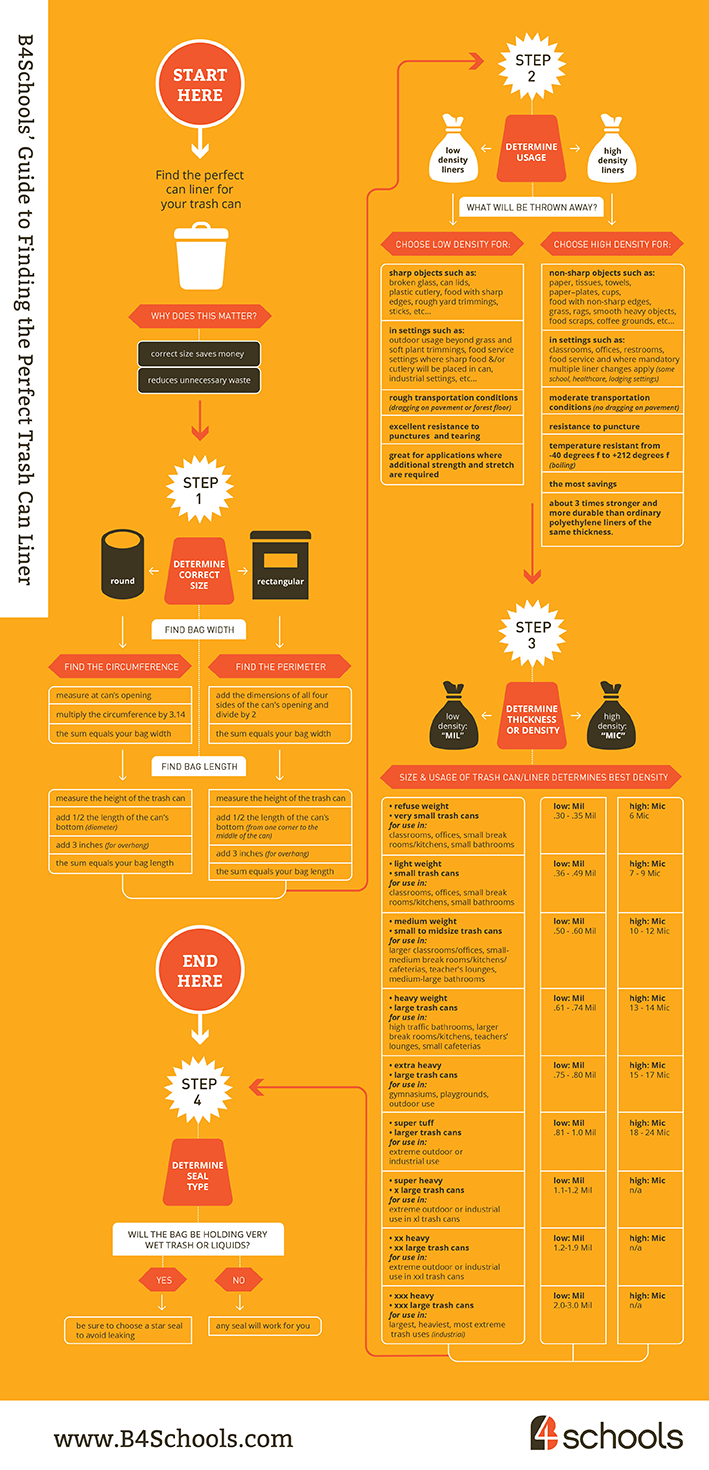 B4Schools' Guide to Finding the Perfect Trash Can Liner
START
HERE
Find the perfect
can liner for
your trash can
WHY DOES THIS MATTER?
correct size saves money
reduces unnecessary waste
STEP
1
round
DETERMINE
CORRECT
SIZE
rectangular
FIND BAG WIDTH
FIND THE CIRCUMFERENCE
measure at can's opening
multiply the circumference by 3.14
the sum equals your bag width
FIND THE PERIMETER
add the dimensions of all four
sides of the can's opening and
divide by 2
the sum equals your bag width
FIND BAG LENGTH
measure the height of the trash can
add 1/2 the length of the can's
bottom (diameter)
add 3 inches (for overhang)
the sum equals your bag length
measure the height of the trash can
add 1/2 the length of the can's
bottom (from one corner to the
middle of the can)
add 3 inches (for overhang)
the sum equals your bag length
STEP
2
low
density
liners
DETERMINE
USAGE
high
density
liners
WHAT WILL BE THROWN AWAY?
CHOOSE LOW DENSITY FOR:
sharp objects such as:
broken glass, can lids,
plastic cutlery, food with sharp
edges, rough yard trimmings,
sticks, etc...
in settings such as:
outdoor usage beyond grass and
soft plant trimmings, food service
settings where sharp food &/or
cutlery will be placed in can,
industrial settings, etc...
rough transportation conditions
(dragging on pavement or forest floor)
excellent resistance to
punctures and tearing
great for applications where
additional strength and stretch
are required
CHOOSE HIGH DENSITY FOR:
non-sharp objects such as:
paper, tissues, towels,
paper-plates, cups,
food with non-sharp edges,
grass, rags, smooth heavy objects,
food scraps, coffee grounds, etc...
in settings such as:
classrooms, offices, restrooms,
food service and where mandatory
multiple liner changes apply (some
school, healthcare, lodging settings)
moderate transportation
conditions (no dragging on pavement)
resistance to puncture
temperature resistant from
-40 degrees f to +212 degrees f
(boiling)
the most savings
about 3 times stronger and
more durable than ordinary
polyethylene liners of the
same thickness.
STEP
3
low
density:
"MIL"
DETERMINE
THICKNESS
OR DENSITY
high
density:
"MIC"
SIZE & USAGE OF TRASH CAN/LINER DETERMINES BEST DENSITY
• refuse weight
• very small trash cans
for use in:
classrooms, offices, small break
rooms/kitchens, small bathrooms
low: Mil
.30 - .35 Mil
high: Mic
6 Mic
• light weight
• small trash cans
for use in:
classrooms, offices, small break
rooms/kitchens, small bathrooms
low: Mil
.36 - .49 Mil
high: Mic
7 - 9 Mic
• medium weight
• small to midsize trash cans
for use in:
larger classrooms/offices, small-
medium break rooms/kitchens/
cafeterias, teacher's lounges,
medium-large bathrooms
low: Mil
.50 - .60 Mil
high: Mic
10 - 12 Mic
• heavy weight
• large trash cans
for use in:
high traffic bathrooms, larger
break rooms/kitchens, teachers'
lounges, small cafeterias
low: Mil
.61 - .74 Mil
high: Mic
13 - 14 Mic
• extra heavy
• large trash cans
for use in:
gymnasiums, playgrounds,
outdoor use
low: Mil
.75 - .80 Mil
high: Mic
15 - 17 Mic
• super tuff
• larger trash cans
for use in:
extreme outdoor or
industrial use
low: Mil
.81 - 1.0 Mil
high: Mic
18 - 24 Mic
• super heavy
• x large trash cans
for use in:
extreme outdoor or industrial
use in xl trash cans
low: Mil
1.1-1.2 Mil
high: Mic
n/a
• xx heavy
• xx large trash cans
for use in:
extreme outdoor or industrial
use in xxl trash cans
low: Mil
1.2-1.9 Mil
high: Mic
n/a
• xxx heavy
• xxx large trash cans
for use in:
largest, heaviest, most extreme
trash uses (industrial)
low: Mil
2.0-3.0 Mil
high: Mic
n/a
END
HERE
STEP
4
DETERMINE
SEAL
TYPE
WILL THE BAG BE HOLDING VERY
WET TRASH OR LIQUIDS?
YES
NO
be sure to choose a star seal
to avoid leaking
any seal will work for you
www.B4Schools.com
B4 schools